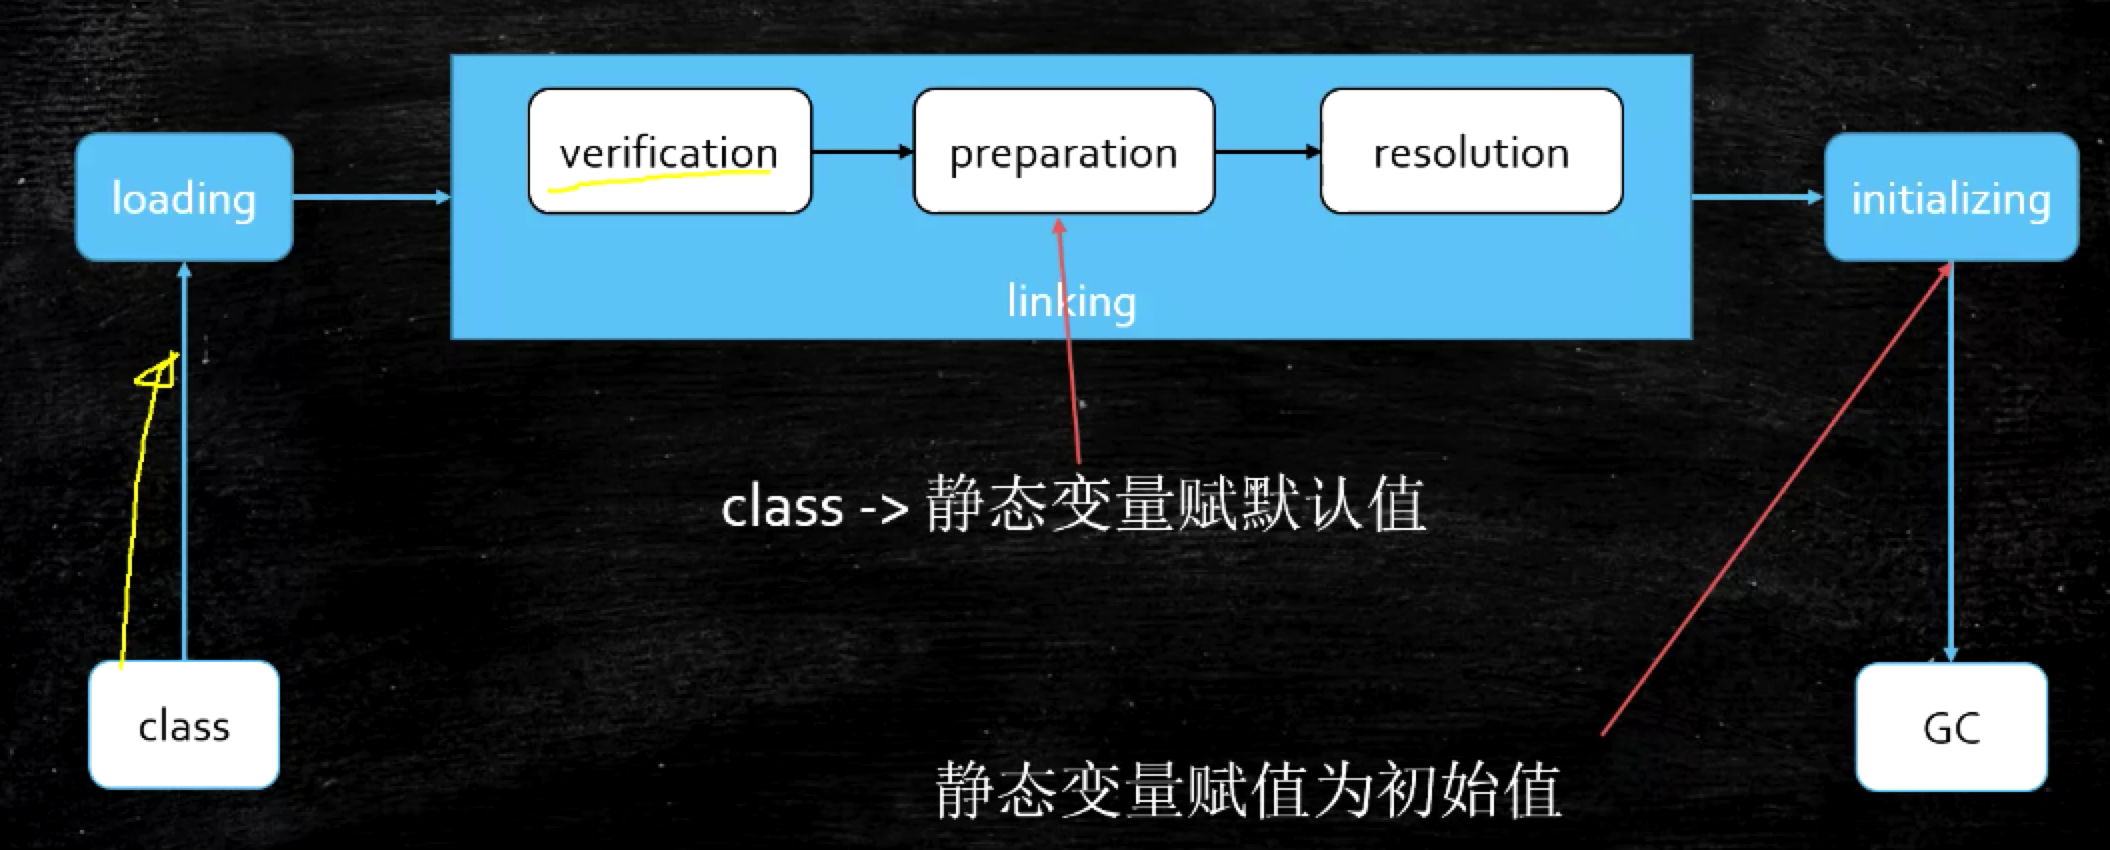 verification
preparation
resolution
loading
initializing
linking
class -> 静态变量赋默认值
class
GC
静态变量赋值为初始值